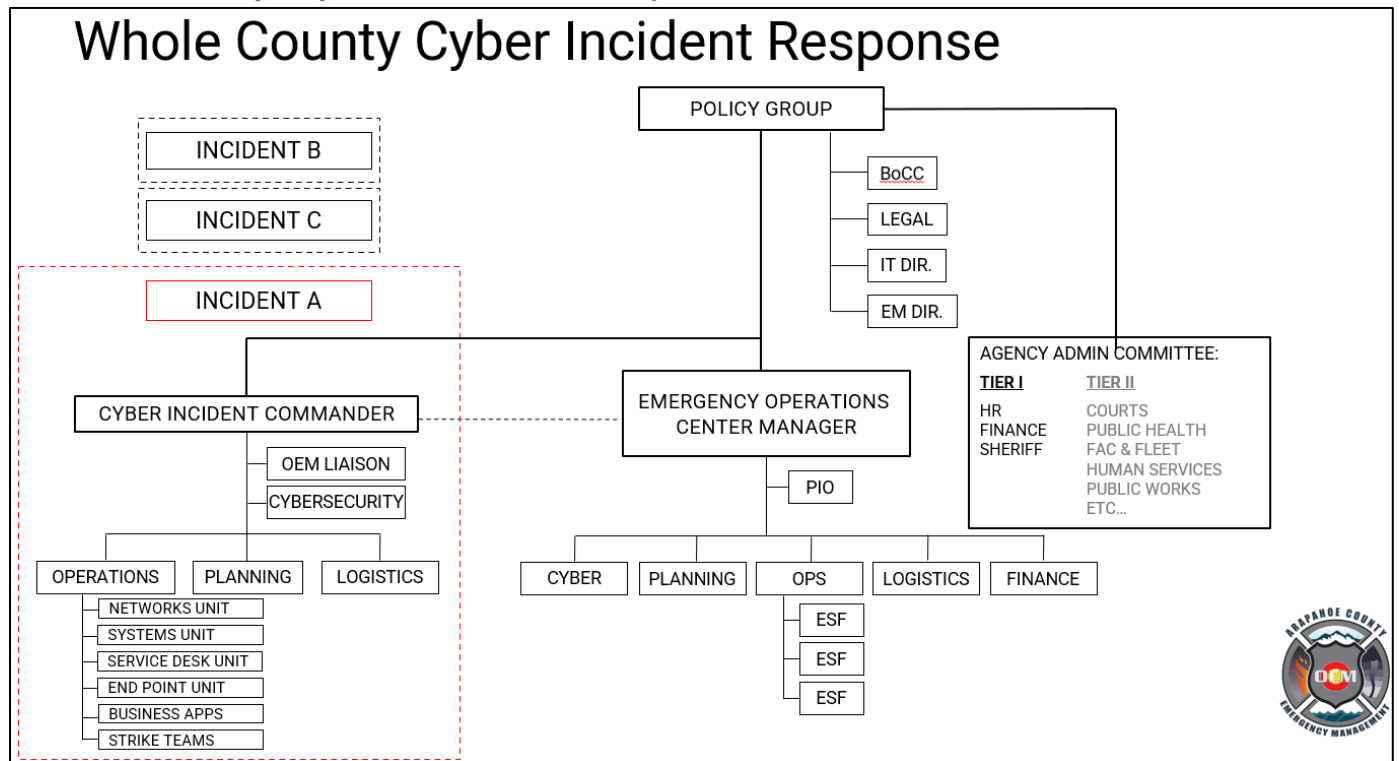 Whole County Cyber Incident Response
POLICY GROUP
INCIDENT B
BoCC
INCIDENT C
LEGAL
IT DIR.
INCIDENT A
EM DIR.
AGENCY ADMIN COMMITTEE:
TIER I TIER II
HR COURTS
FINANCE PUBLIC HEALTH
SHERIFF FAC & FLEET
HUMAN SERVICES
PUBLIC WORKS
ETC...
CYBER INCIDENT COMMANDER
EMERGENCY OPERATIONS
CENTER MANAGER
OEM LIAISON
CYBERSECURITY
PIO
OPERATIONS PLANNING LOGISTICS
CYBER PLANNING OPS LOGISTICS FINANCE
NETWORKS UNIT
SYSTEMS UNIT
SERVICE DESK UNIT
END POINT UNIT
BUSINESS APPS
STRIKE TEAMS
ESF
ESF
ESF
ARAPAHOE COUNTY
OEM
EMERGENCY MANAGEMENT